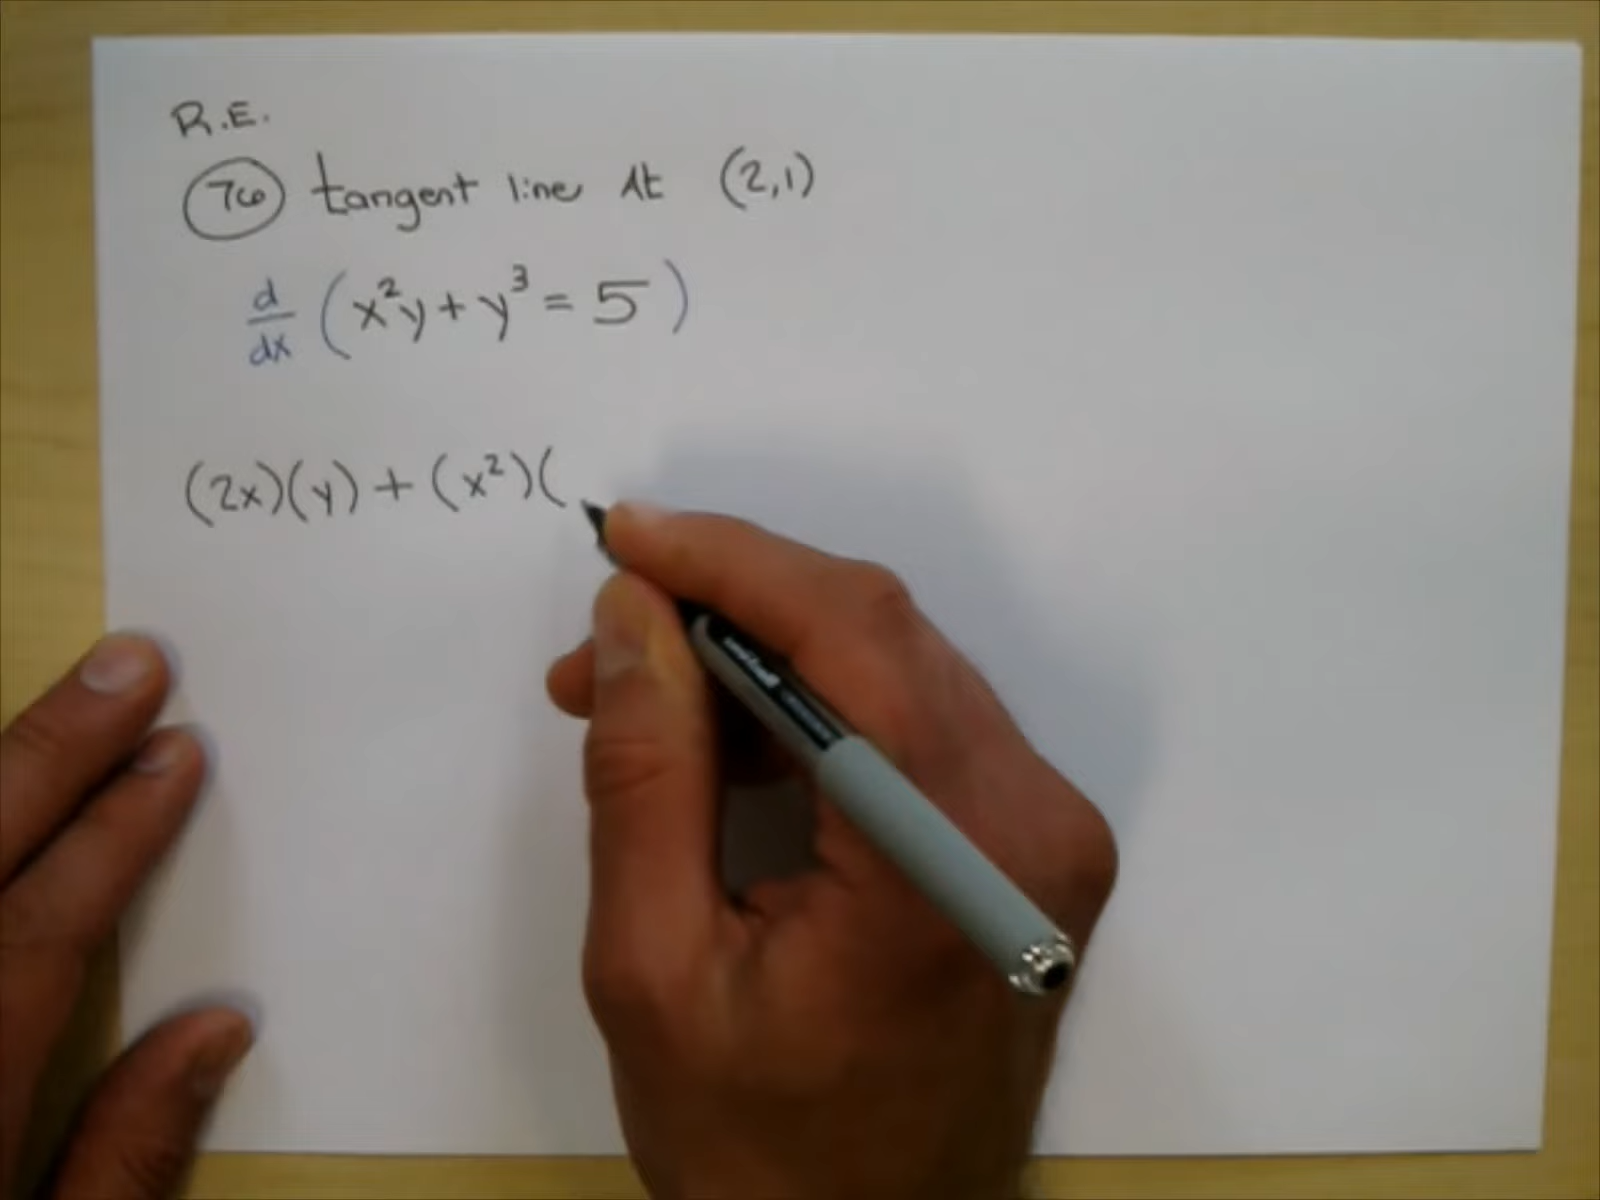 R.E.
76 tangent line at (2,1)
d/dx (x²y + y³ = 5)
(2x)(y) + (x²)(